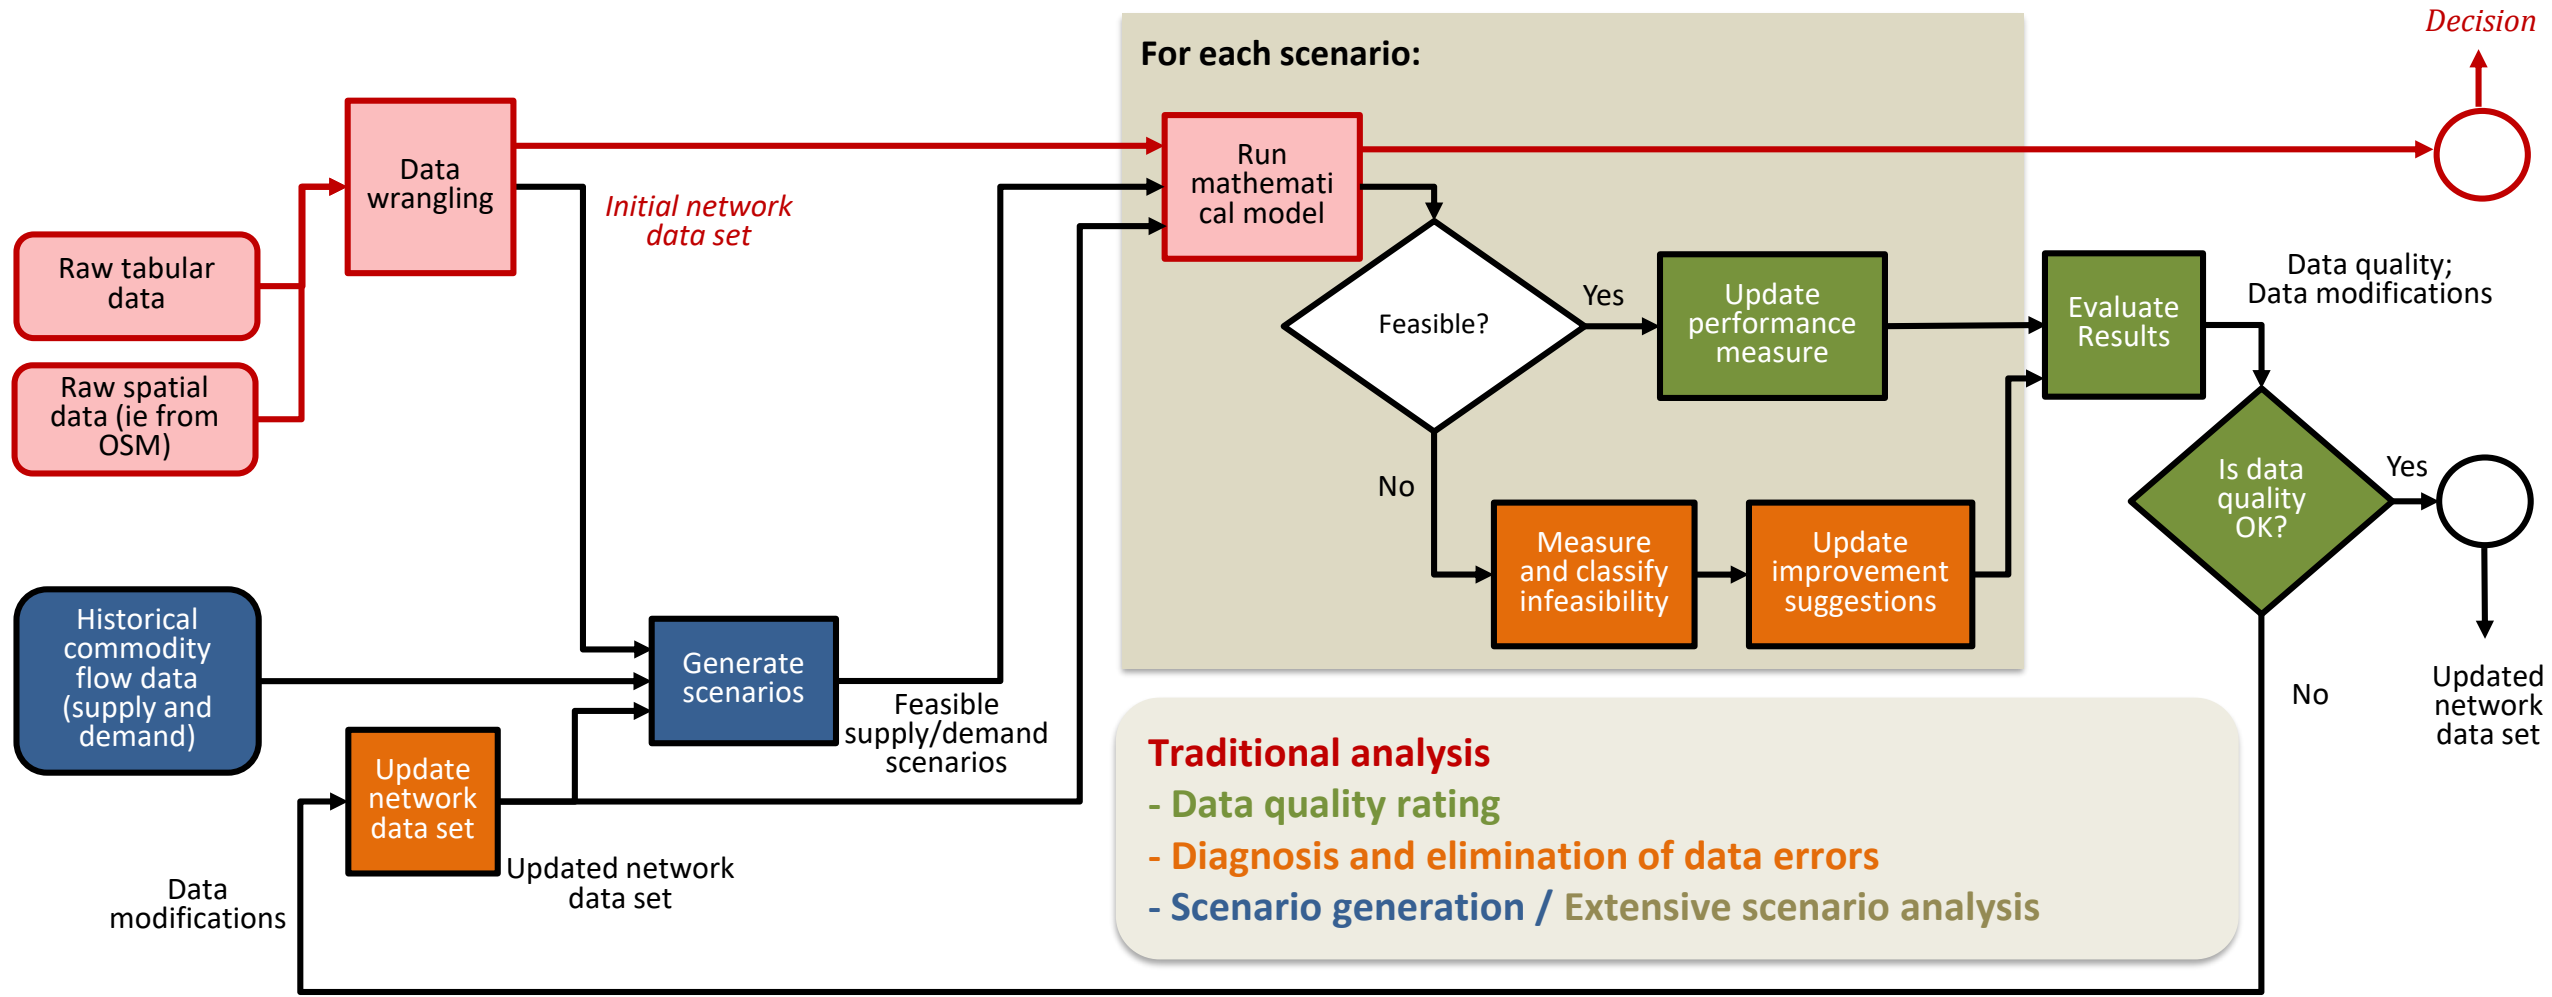 Decision
For each scenario:
Data
wrangling
Run
mathemati
cal model
Initial network
data set
Raw tabular
data
Raw spatial
data (ie from
OSM)
Feasible?
Yes
Update
performance
measure
Evaluate
Results
Data quality;
Data modifications
No
Measure
and classify
infeasibility
Update
improvement
suggestions
Is data
quality
OK?
Yes
No
Updated
network
data set
Historical
commodity
flow data
(supply and
demand)
Generate
scenarios
Feasible
supply/demand
scenarios
Update
network
data set
Updated network
data set
Data
modifications
Traditional analysis
- Data quality rating
- Diagnosis and elimination of data errors
- Scenario generation / Extensive scenario analysis